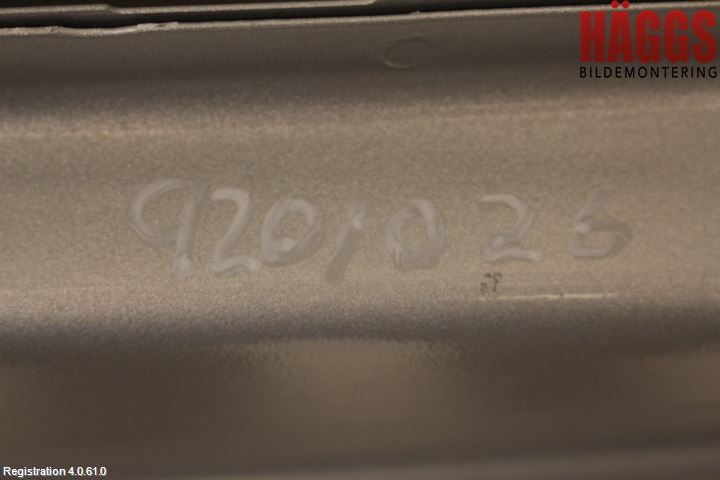 HÄGGS
BILDEMONTERING
9201026
Registration 4.0.61.0